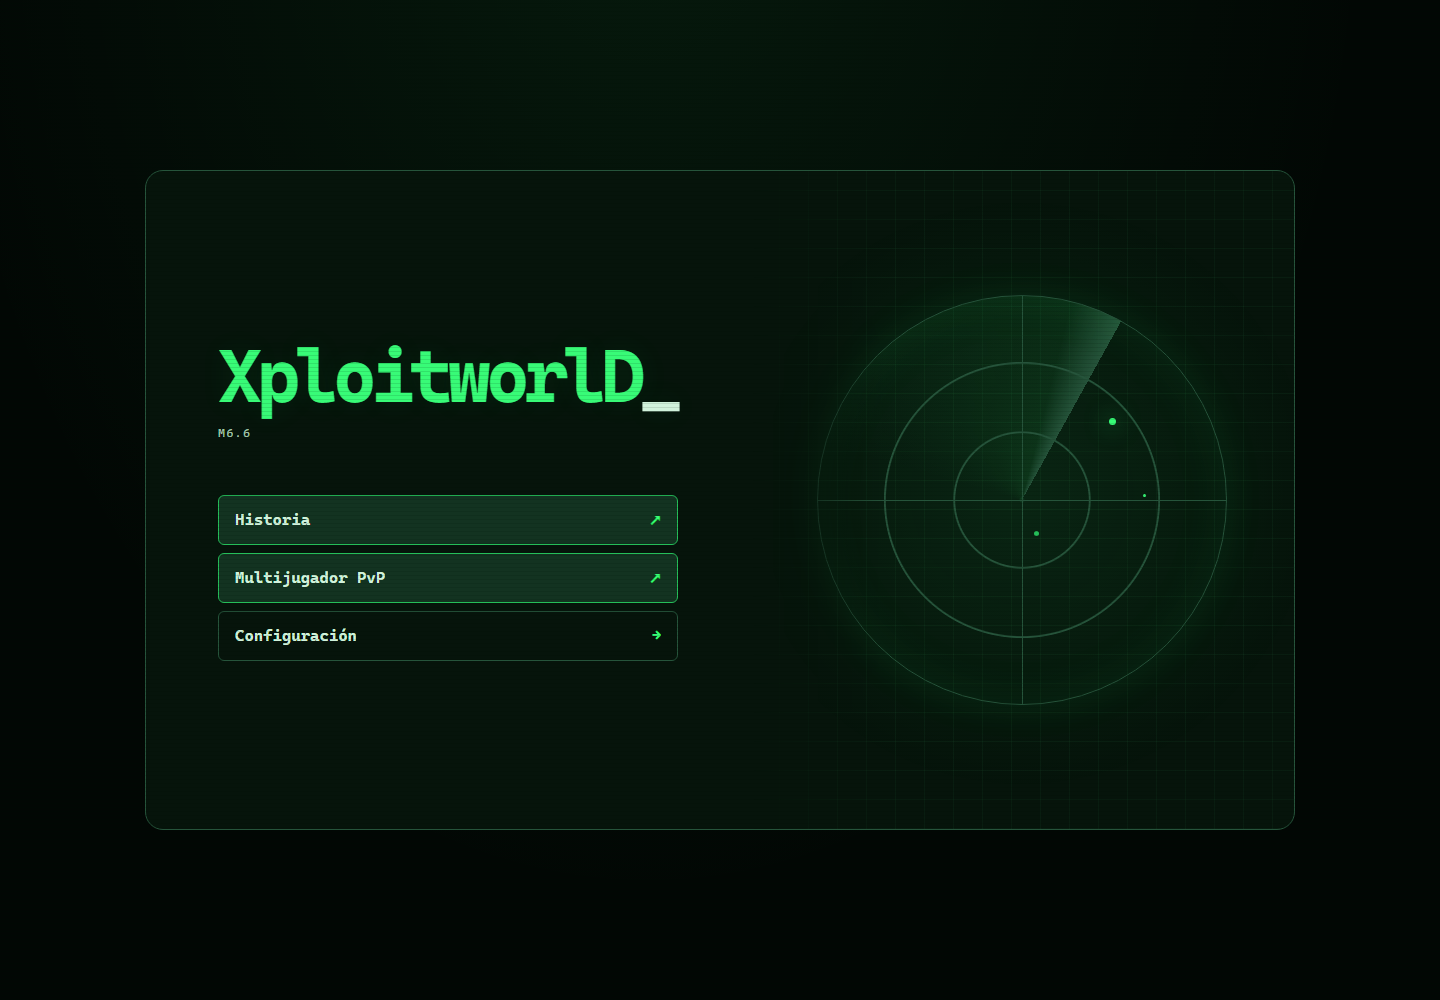 XploitworlD_
M6.6
Historia ↗
Multijugador PvP ↗
Configuración →